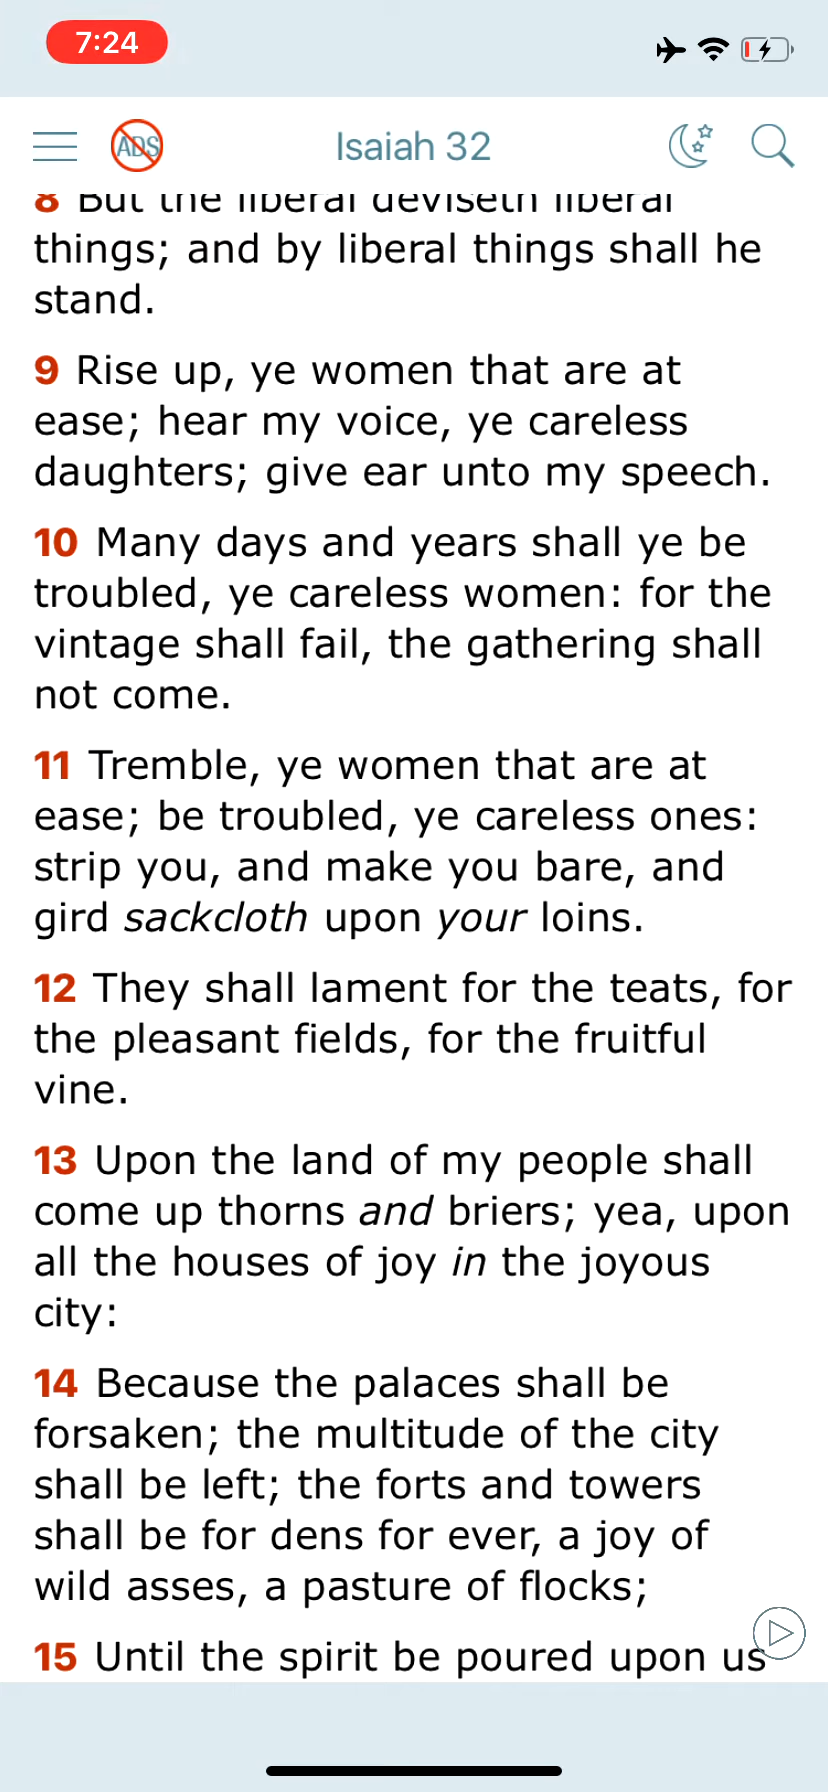 7:24
ADS
Isaiah 32
8 But the liberal deviseth liberal
things; and by liberal things shall he
stand.
9 Rise up, ye women that are at
ease; hear my voice, ye careless
daughters; give ear unto my speech.
10 Many days and years shall ye be
troubled, ye careless women: for the
vintage shall fail, the gathering shall
not come.
11 Tremble, ye women that are at
ease; be troubled, ye careless ones:
strip you, and make you bare, and
gird sackcloth upon your loins.
12 They shall lament for the teats, for
the pleasant fields, for the fruitful
vine.
13 Upon the land of my people shall
come up thorns and briers; yea, upon
all the houses of joy in the joyous
city:
14 Because the palaces shall be
forsaken; the multitude of the city
shall be left; the forts and towers
shall be for dens for ever, a joy of
wild asses, a pasture of flocks;
15 Until the spirit be poured upon us